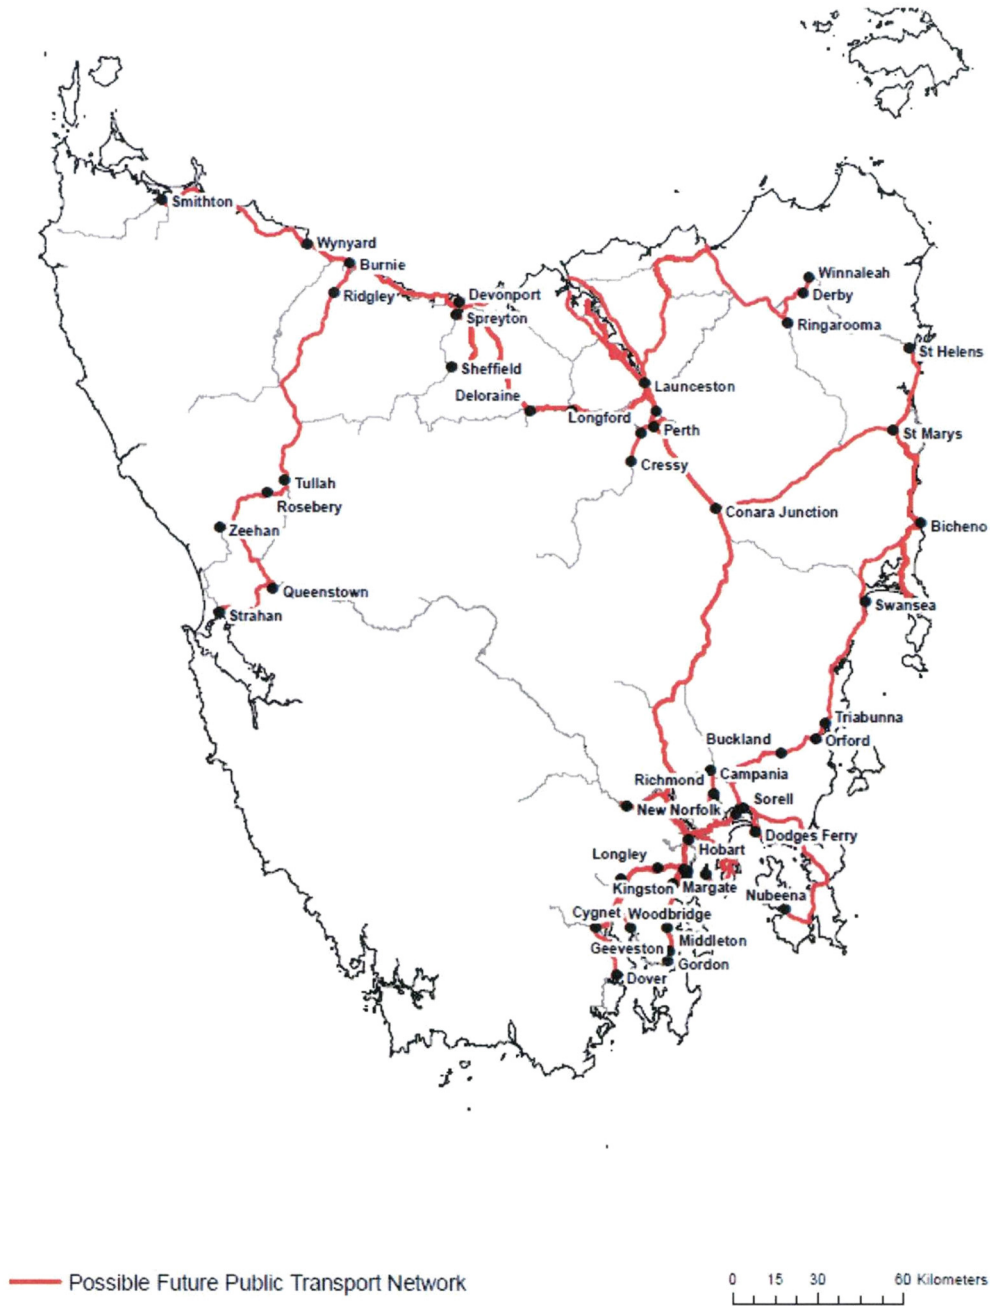 Smithton
Wynyard
Burnie
Ridgley
Devonport
Spreyton
Sheffield
Deloraine
Winnaleah
Derby
Ringarooma
St Helens
Launceston
Longford
Perth
St Marys
Cressy
Tullah
Rosebery
Conara Junction
Zeehan
Bicheno
Queenstown
Swansea
Strahan
Triabunna
Buckland
Orford
Campania
Richmond
Sorell
New Norfolk
Dodges Ferry
Hobart
Longley
Kingston
Margate
Nubeena
Cygnet
Woodbridge
Middleton
Geeveston
Gordon
Dover
Possible Future Public Transport Network
0 15 30 60 Kilometers